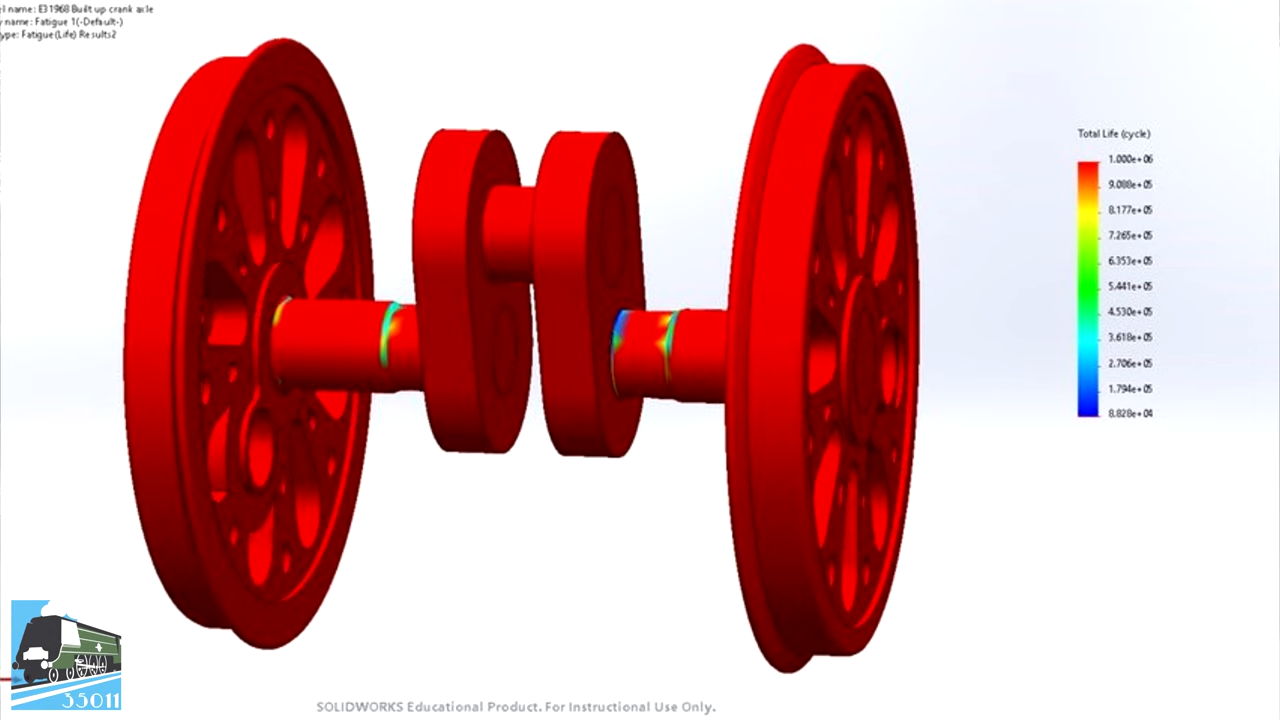 el name: E31968 Built up crank axle
y name: Fatigue 1(-Default-)
ype: Fatigue (Life) Results2
Total Life (cycle)
1.000e+06
9.088e+05
8.177e+05
7.265e+05
6.353e+05
5.441e+05
4.530e+05
3.618e+05
2.706e+05
1.794e+05
8.828e+04
35011
SOLIDWORKS Educational Product. For Instructional Use Only.